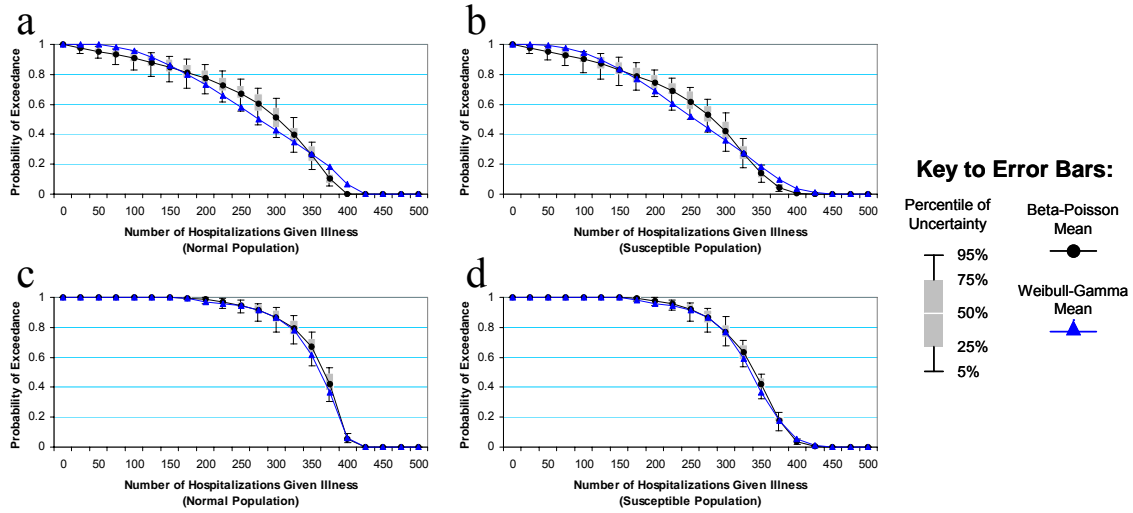 a
Probability of Exceedance
1
0.8
0.6
0.4
0.2
0
0 50 100 150 200 250 300 350 400 450 500
Number of Hospitalizations Given Illness
(Normal Population)
b
Probability of Exceedance
1
0.8
0.6
0.4
0.2
0
0 50 100 150 200 250 300 350 400 450 500
Number of Hospitalizations Given Illness
(Susceptible Population)
c
Probability of Exceedance
1
0.8
0.6
0.4
0.2
0
0 50 100 150 200 250 300 350 400 450 500
Number of Hospitalizations Given Illness
(Normal Population)
d
Probability of Exceedance
1
0.8
0.6
0.4
0.2
0
0 50 100 150 200 250 300 350 400 450 500
Number of Hospitalizations Given Illness
(Susceptible Population)
Key to Error Bars:
Percentile of
Uncertainty
95%
75%
50%
25%
5%
Beta-Poisson
Mean
Weibull-Gamma
Mean